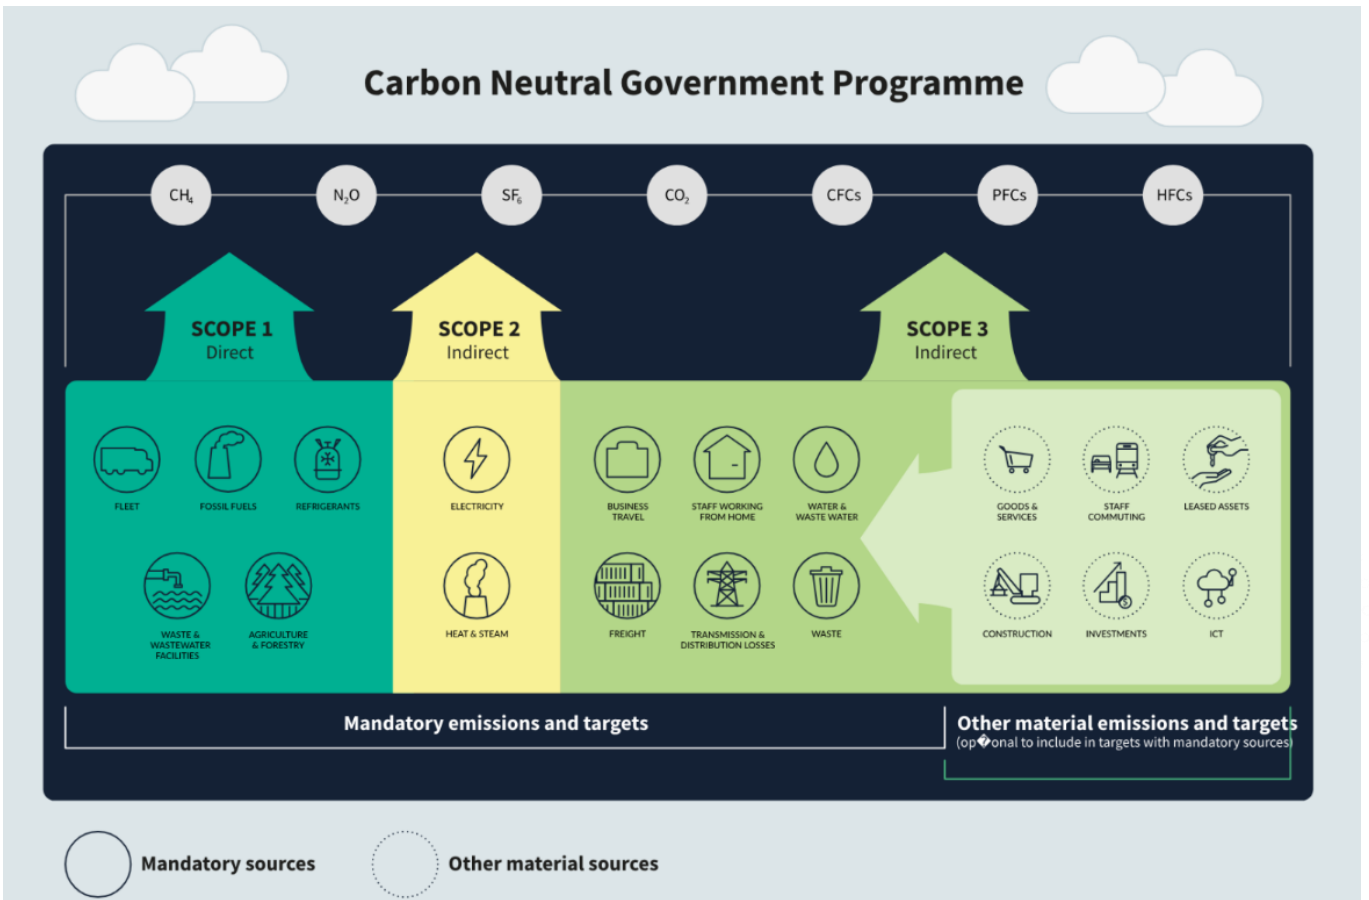 Carbon Neutral Government Programme
CH₄
N₂O
SF₆
CO₂
CFCs
PFCs
HFCs
SCOPE 1
Direct
SCOPE 2
Indirect
SCOPE 3
Indirect
FLEET
FOSSIL FUELS
REFRIGERANTS
WASTE &
WASTEWATER
FACILITIES
AGRICULTURE
& FORESTRY
ELECTRICITY
HEAT & STEAM
BUSINESS
TRAVEL
STAFF WORKING
FROM HOME
WATER &
WASTE WATER
FREIGHT
TRANSMISSION &
DISTRIBUTION LOSSES
WASTE
GOODS &
SERVICES
STAFF
COMMUTING
LEASED ASSETS
CONSTRUCTION
INVESTMENTS
$
ICT
Mandatory emissions and targets
Other material emissions and targets
(op�onal to include in targets with mandatory sources)
Mandatory sources
Other material sources